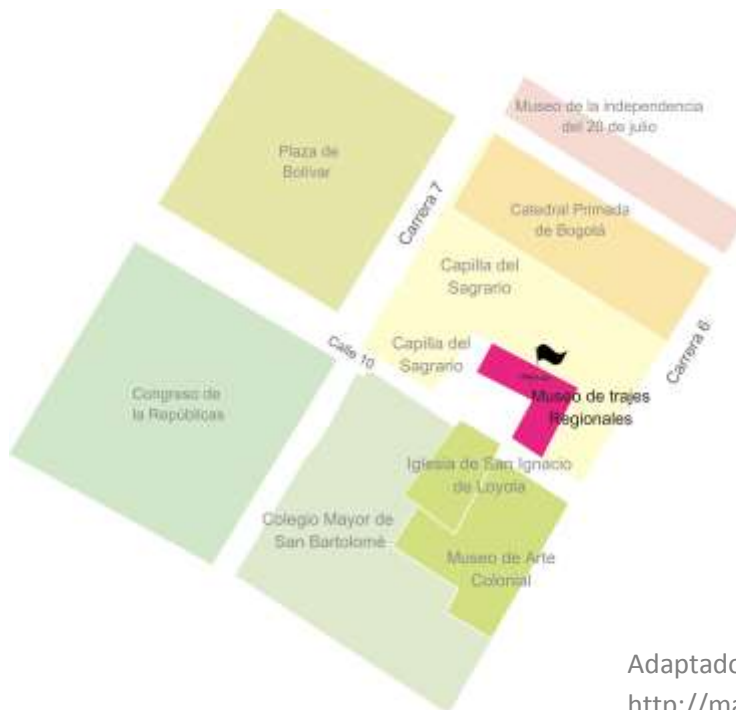 Museo de la independencia
del 20 de julio
Plaza de
Bolívar
Carrera 7
Catedral Primada
de Bogotá
Capilla del
Sagrario
Calle 10
Capilla del
Sagrario
Carrera 6
Congreso de
la Repúblicas
Museo de trajes
Regionales
Iglesia de San Ignacio
de Loyola
Colegio Mayor de
San Bartolomé
Museo de Arte
Colonial
Adaptado
http://ma